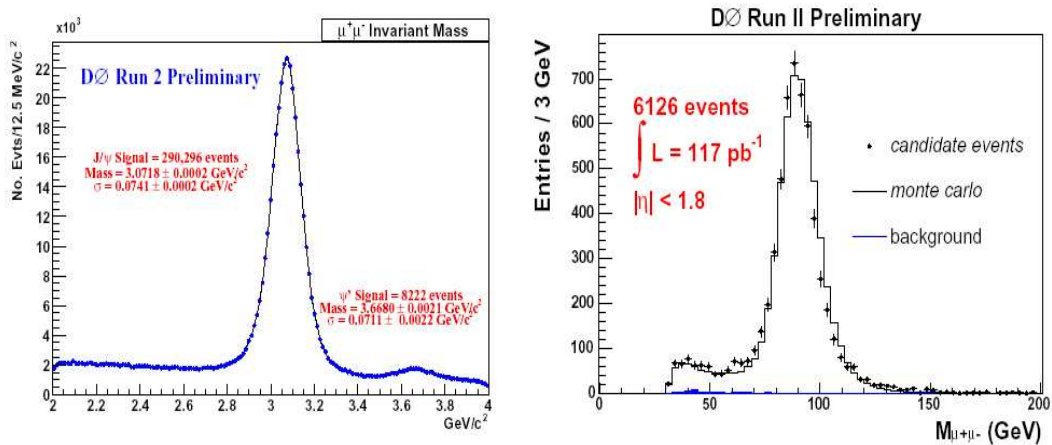 ×10³
μ⁺μ⁻ Invariant Mass
No. Evts/12.5 MeV/c²
22
20
18
16
14
12
10
8
6
4
2
0
DØ Run 2 Preliminary
J/ψ Signal = 290,296 events
Mass = 3.0718 ± 0.0002 GeV/c²
σ = 0.0741 ± 0.0002 GeV/c²
ψ' Signal = 8222 events
Mass = 3.6680 ± 0.0021 GeV/c²
σ = 0.0711 ± 0.0022 GeV/c²
2 2.2 2.4 2.6 2.8 3 3.2 3.4 3.6 3.8 4
GeV/c²
DØ Run II Preliminary
Entries / 3 GeV
700
600
500
400
300
200
100
0
6126 events
∫ L = 117 pb⁻¹
|η| < 1.8
candidate events
monte carlo
background
0 50 100 150 200
Mμ+μ- (GeV)